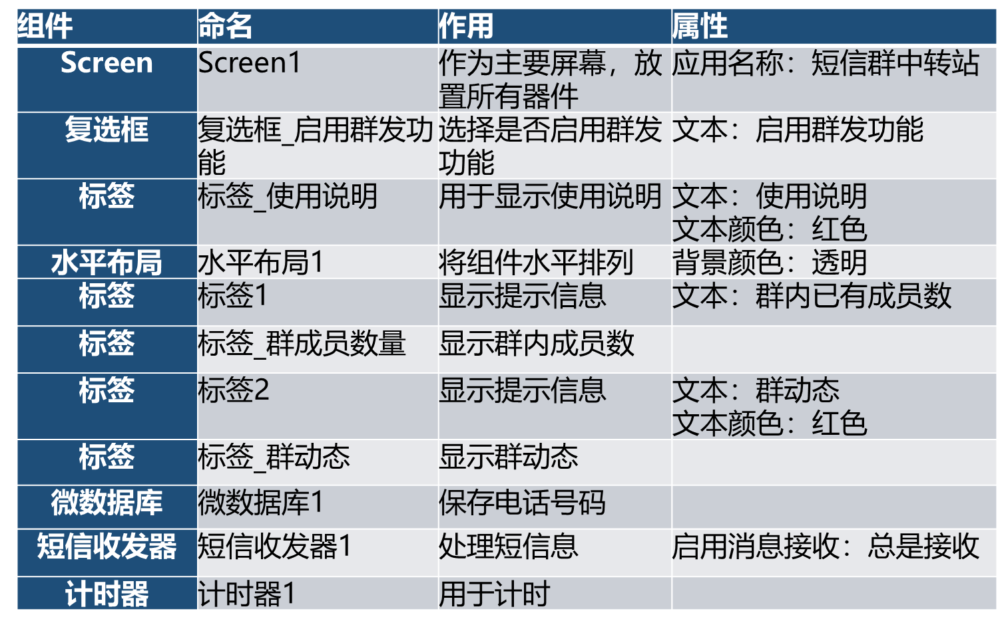 组件 命名 作用 属性
Screen Screen1 作为主要屏幕，放 应用名称：短信群中转站
置所有器件
复选框 复选框_启用群发功 选择是否启用群发 文本：启用群发功能
能 功能
标签 标签_使用说明 用于显示使用说明 文本：使用说明
文本颜色：红色
水平布局 水平布局1 将组件水平排列 背景颜色：透明
标签 标签1 显示提示信息 文本：群内已有成员数
标签 标签_群成员数量 显示群内成员数
标签 标签2 显示提示信息 文本：群动态
文本颜色：红色
标签 标签_群动态 显示群动态
微数据库 微数据库1 保存电话号码
短信收发器 短信收发器1 处理短信息 启用消息接收：总是接收
计时器 计时器1 用于计时